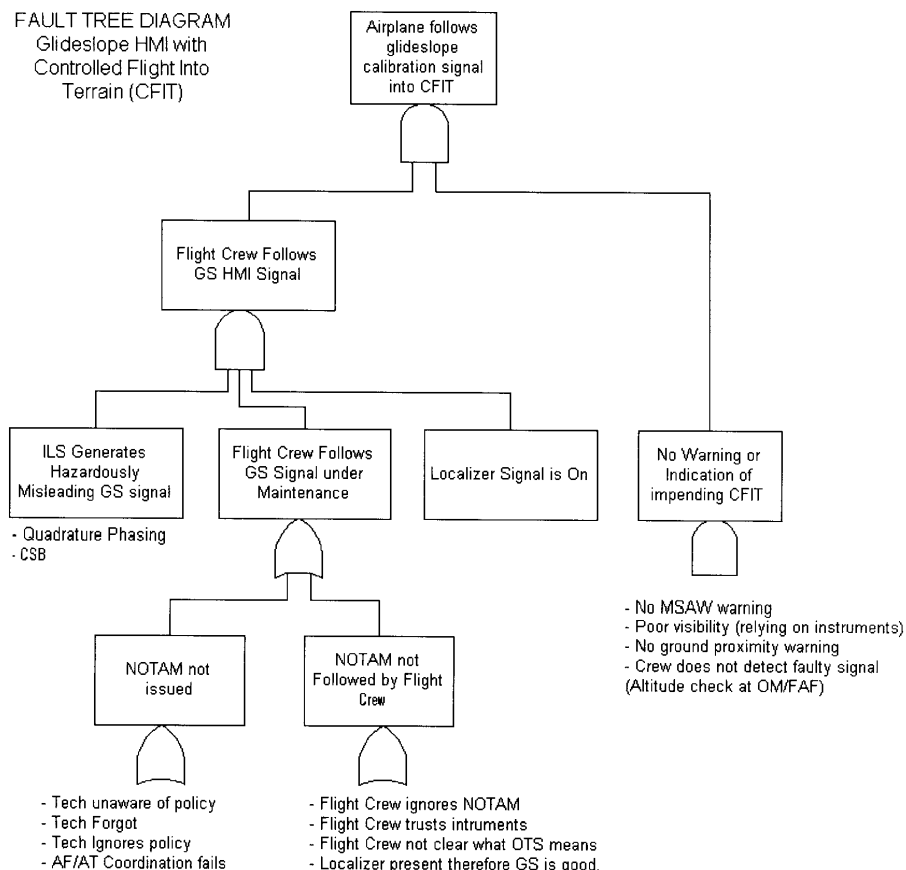 FAULT TREE DIAGRAM
Glideslope HMI with
Controlled Flight Into
Terrain (CFIT)
Airplane follows
glideslope
calibration signal
into CFIT
Flight Crew Follows
GS HMI Signal
ILS Generates
Hazardously
Misleading GS signal
- Quadrature Phasing
- CSB
Flight Crew Follows
GS Signal under
Maintenance
Localizer Signal is On
No Warning or
Indication of
impending CFIT
- No MSAW warning
- Poor visibility (relying on instruments)
- No ground proximity warning
- Crew does not detect faulty signal
(Altitude check at OM/FAF)
NOTAM not
issued
NOTAM not
Followed by Flight
Crew
- Tech unaware of policy
- Tech Forgot
- Tech Ignores policy
- AF/AT Coordination fails
- Flight Crew ignores NOTAM
- Flight Crew trusts intruments
- Flight Crew not clear what OTS means
- Localizer present therefore GS is good.